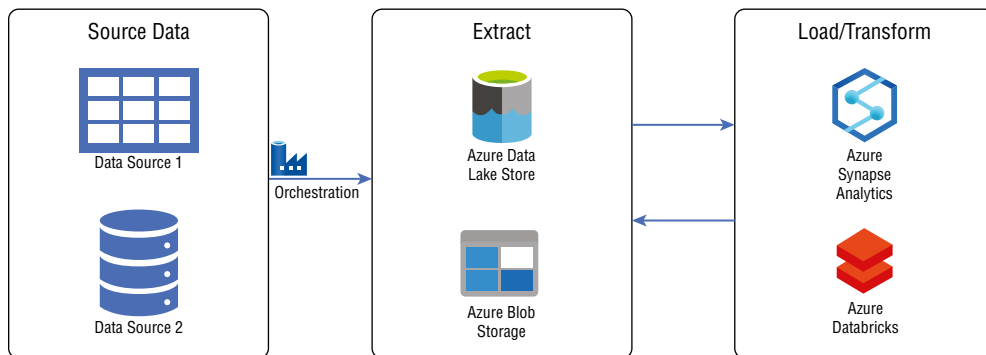 Source Data
Data Source 1
Data Source 2
Orchestration
Extract
Azure Data
Lake Store
Azure Blob
Storage
Load/Transform
Azure
Synapse
Analytics
Azure
Databricks